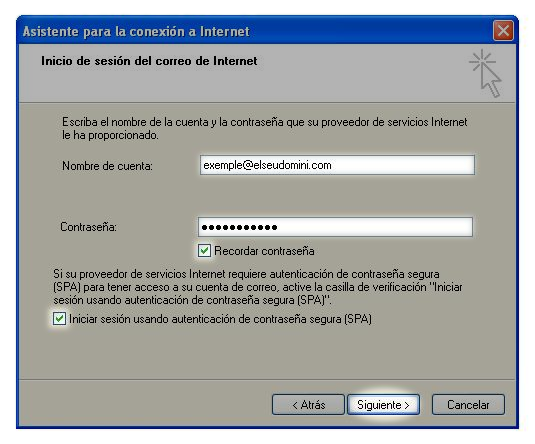 Asistente para la conexión a Internet
Inicio de sesión del correo de Internet
Escriba el nombre de la cuenta y la contraseña que su proveedor de servicios Internet
le ha proporcionado.
Nombre de cuenta: exemple@elseudomini.com
Contraseña: ●●●●●●●●●●●
Recordar contraseña
Si su proveedor de servicios Internet requiere autenticación de contraseña segura
(SPA) para tener acceso a su cuenta de correo, active la casilla de verificación "Iniciar
sesión usando autenticación de contraseña segura (SPA)".
Iniciar sesión usando autenticación de contraseña segura (SPA)
< Atrás Siguiente > Cancelar